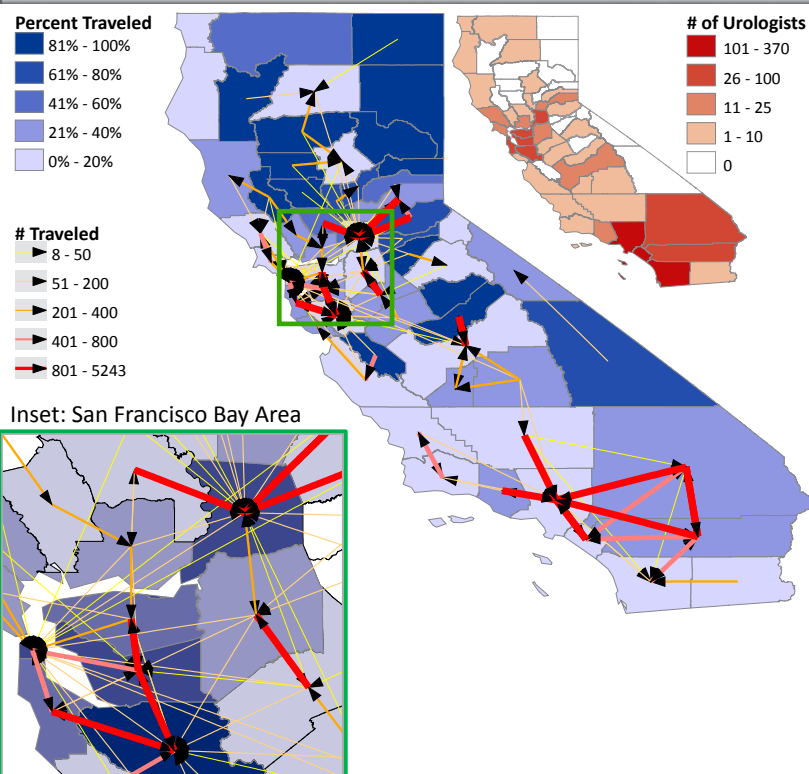 Percent Traveled
81% - 100%
61% - 80%
41% - 60%
21% - 40%
0% - 20%
# of Urologists
101 - 370
26 - 100
11 - 25
1 - 10
0
# Traveled
8 - 50
51 - 200
201 - 400
401 - 800
801 - 5243
Inset: San Francisco Bay Area